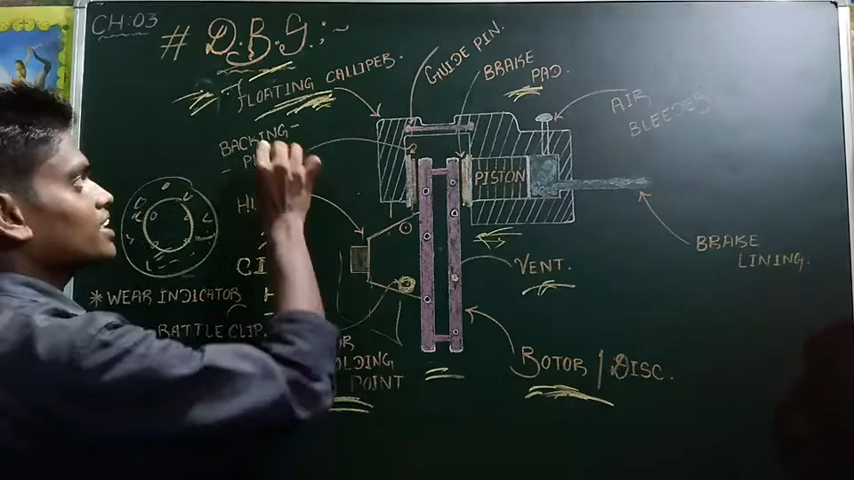 CH:03
# D.B.S :~
FLOATING CALLIPER.
GUIDE PIN.
BRAKE
PAD.
AIR
BLEEDER
BACKING-
PISTON
BRAKE
LINING.
VENT.
* WEAR INDICATOR
RATTLE CLIP.
HOLDING
POINT
ROTOR / DISC.